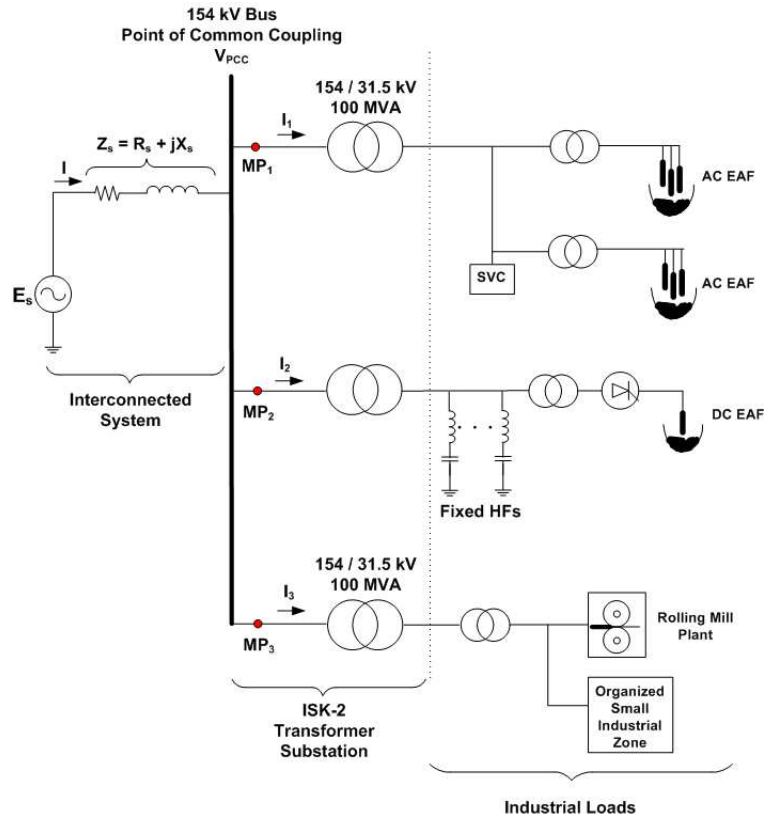 154 kV Bus
Point of Common Coupling
VPCC
154 / 31.5 kV
100 MVA
I1
Zs = Rs + jXs
I
MP1
AC EAF
SVC
AC EAF
Es
I2
Interconnected
System
MP2
DC EAF
Fixed HFs
154 / 31.5 kV
100 MVA
I3
MP3
Rolling Mill
Plant
Organized
Small
Industrial
Zone
ISK-2
Transformer
Substation
Industrial Loads